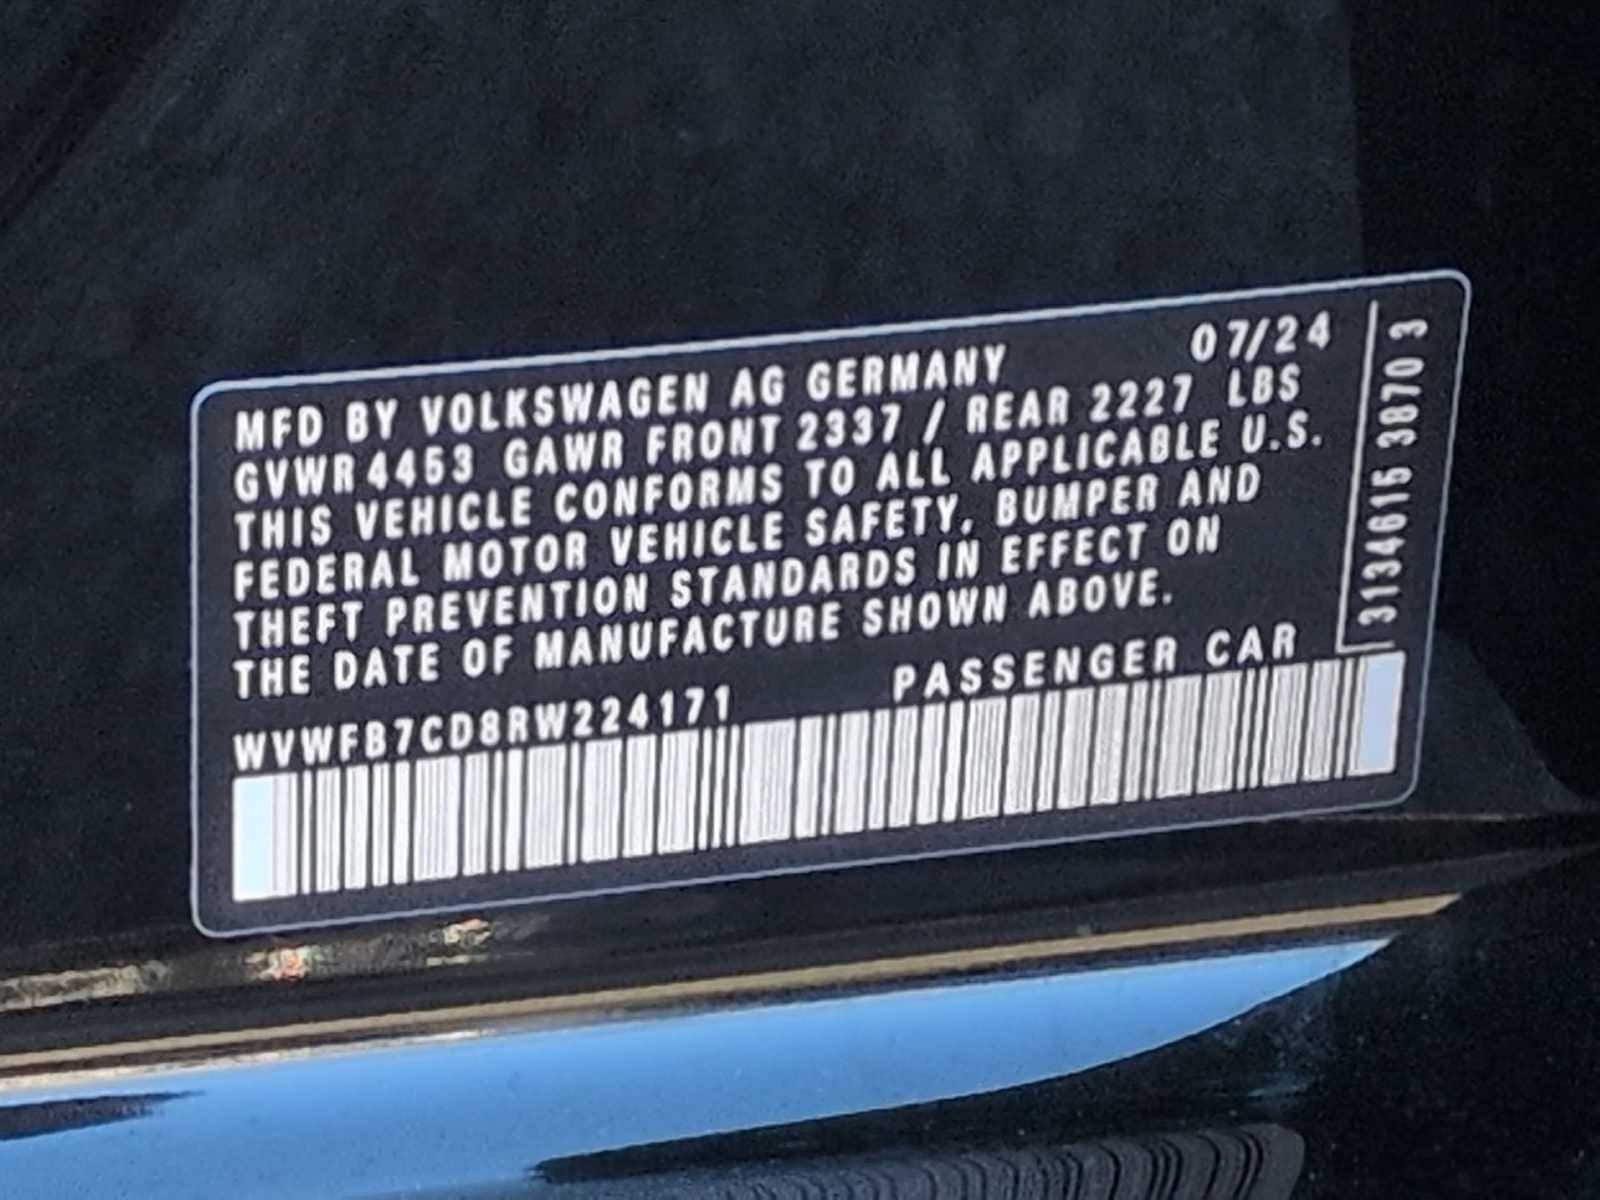 07/24
MFD BY VOLKSWAGEN AG GERMANY
GVWR 4453 GAWR FRONT 2337 / REAR 2227 LBS
THIS VEHICLE CONFORMS TO ALL APPLICABLE U.S.
FEDERAL MOTOR VEHICLE SAFETY, BUMPER AND
THEFT PREVENTION STANDARDS IN EFFECT ON
THE DATE OF MANUFACTURE SHOWN ABOVE.
WVWFB7CD8RW224171 PASSENGER CAR
3134615 3870 3